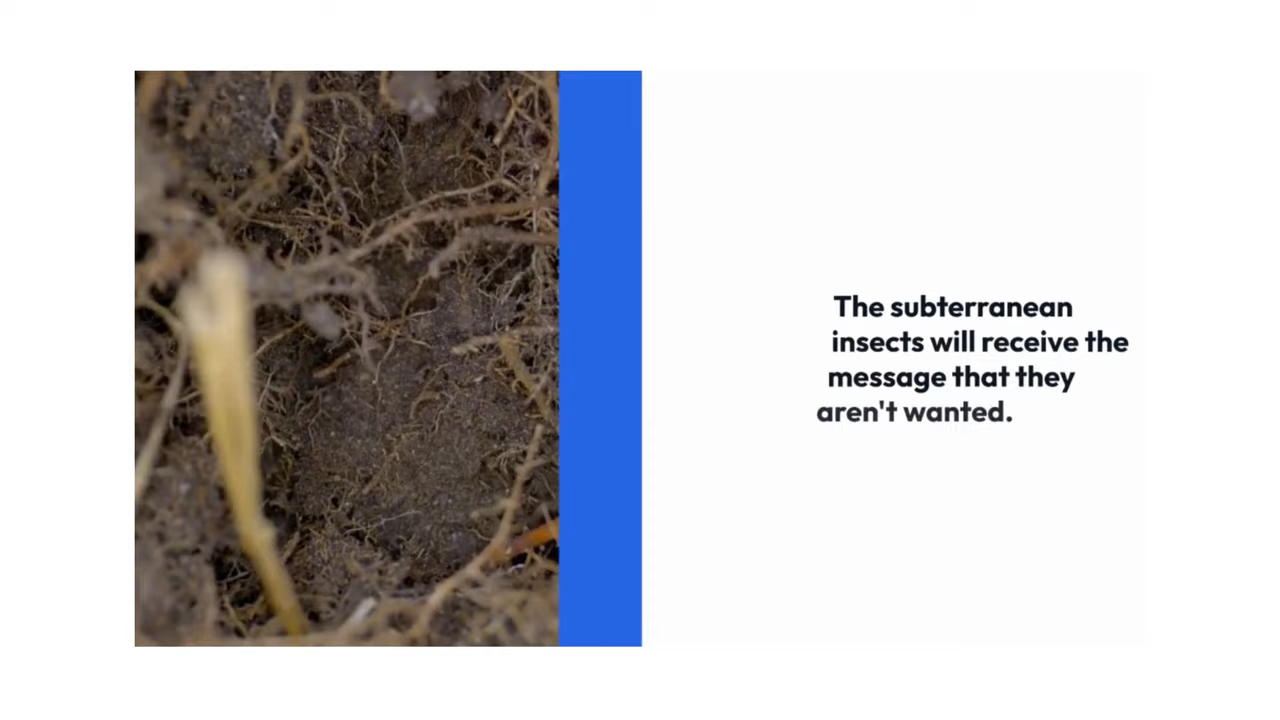 The subterranean
insects will receive the
message that they
aren't wanted.